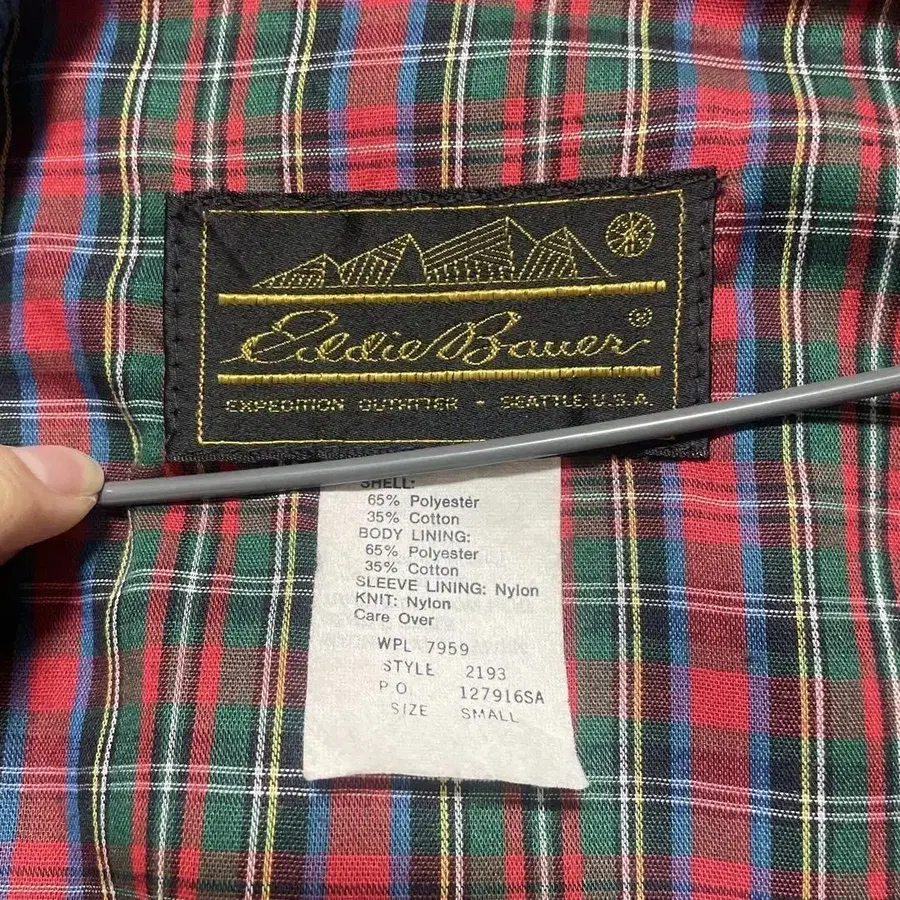 Eddie Bauer®
EXPEDITION OUTFITTER • SEATTLE, U.S.A.
SHELL:
65% Polyester
35% Cotton
BODY LINING:
65% Polyester
35% Cotton
SLEEVE LINING: Nylon
KNIT: Nylon
Care Over
WPL 7959
STYLE 2193
P.O. 127916SA
SIZE SMALL